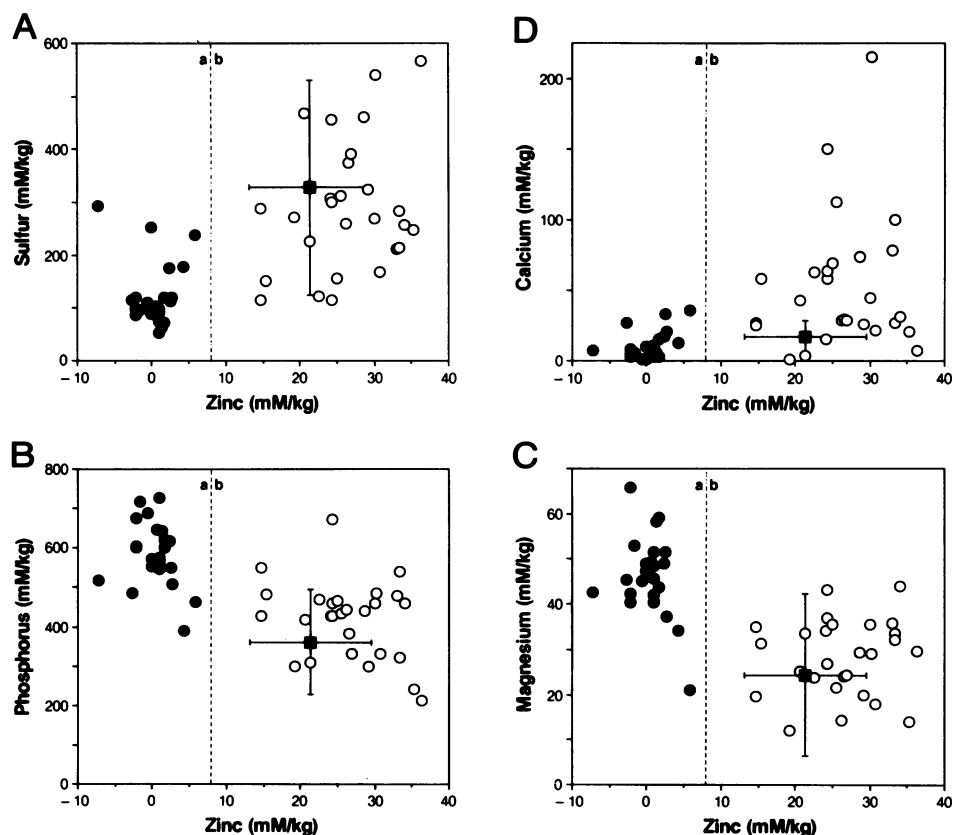 A
600
400
200
0
Sulfur (mM/kg)
a b
−10 0 10 20 30 40
Zinc (mM/kg)
D
200
100
0
Calcium (mM/kg)
a b
−10 0 10 20 30 40
Zinc (mM/kg)
B
800
600
400
200
0
Phosphorus (mM/kg)
a b
−10 0 10 20 30 40
Zinc (mM/kg)
C
60
40
20
0
Magnesium (mM/kg)
a b
−10 0 10 20 30 40
Zinc (mM/kg)